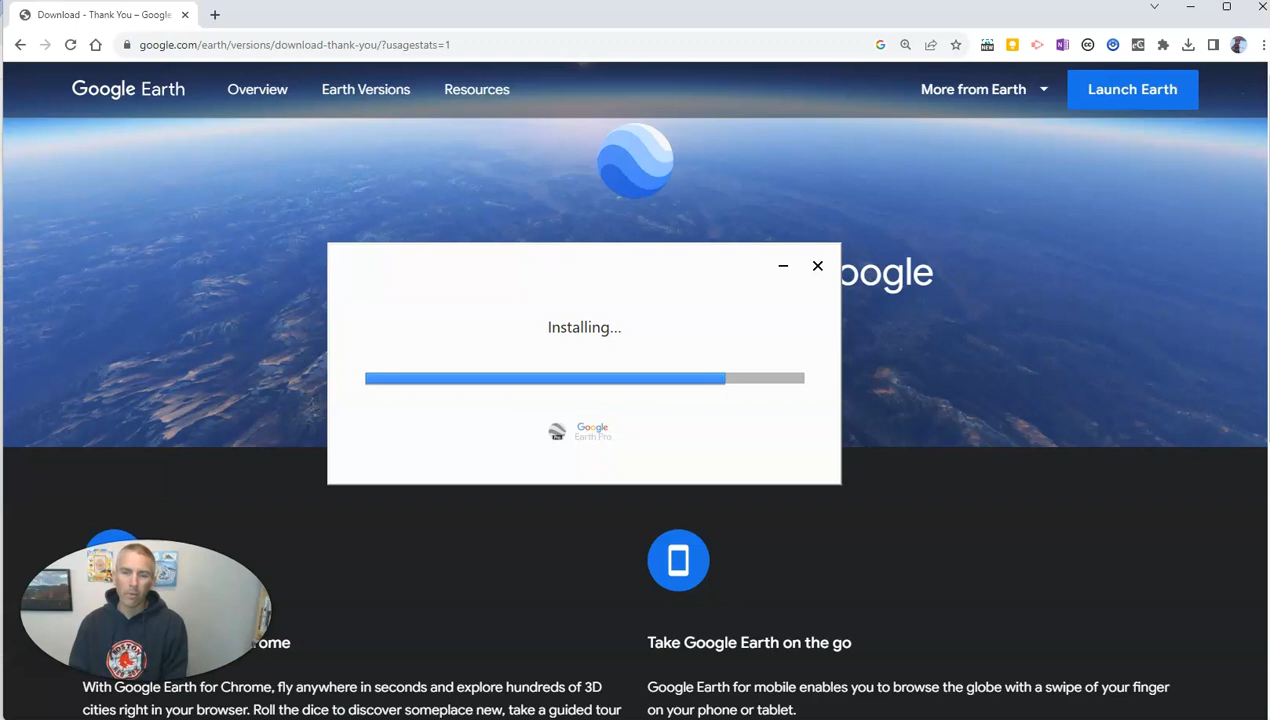 Download - Thank You – Google
google.com/earth/versions/download-thank-you/?usagestats=1
Google Earth
Overview
Earth Versions
Resources
More from Earth
Launch Earth
oogle
Installing...
Google
Earth Pro
ome
Take Google Earth on the go
With Google Earth for Chrome, fly anywhere in seconds and explore hundreds of 3D
cities right in your browser. Roll the dice to discover someplace new, take a guided tour
Google Earth for mobile enables you to browse the globe with a swipe of your finger
on your phone or tablet.